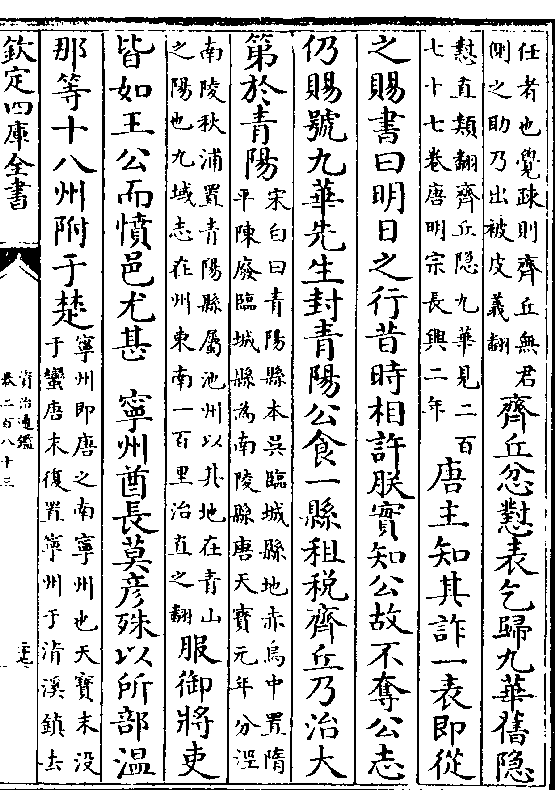 任者也覺疎則齊丘無君
側之助乃出被皮義翻
齊丘忿懟表乞歸九華舊隱
懟直類翻齊丘隱九華見二百
七十七卷唐明宗長興二年
唐主知其詐一表即從
之賜書曰明日之行昔時相許朕實知公故不奪公志
仍賜號九華先生封青陽公食一縣租税齊丘乃治大
第於青陽
宋白曰青陽縣本吳臨城縣地赤烏中置隋
平陳廢臨城縣為南陵縣唐天寶元年分涇
南陵秋浦置青陽縣屬池州以其地在青山
之陽也九域志在州東南一百里治直之翻
服御將吏
皆如王公而憤邑尤甚　寧州酋長莫彥殊以所部温
那等十八州附于楚
寧州即唐之南寧州也天寶末没
于蠻唐末復置寧州于清溪鎮去
欽定四庫全書
資治通鑑
卷二百八十三